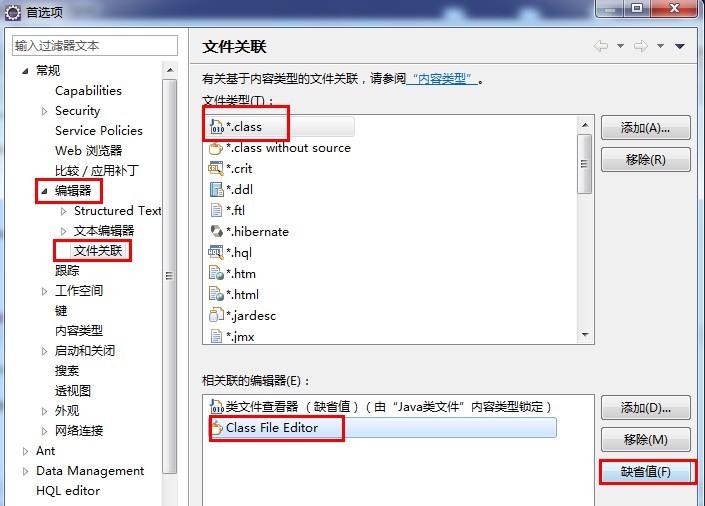 首选项
输入过滤器文本
常规
Capabilities
Security
Service Policies
Web 浏览器
比较／应用补丁
编辑器
Structured Text
文本编辑器
文件关联
跟踪
工作空间
键
内容类型
启动和关闭
搜索
透视图
外观
网络连接
Ant
Data Management
HQL editor
文件关联
有关基于内容类型的文件关联，请参阅“内容类型”。
文件类型(T)：
*.class
*.class without source
*.crit
*.ddl
*.ftl
*.hibernate
*.hql
*.htm
*.html
*.jardesc
*.jmx
添加(A)...
移除(R)
相关联的编辑器(E)：
类文件查看器 （缺省值）（由“Java类文件”内容类型锁定）
Class File Editor
添加(D)...
移除(M)
缺省值(F)